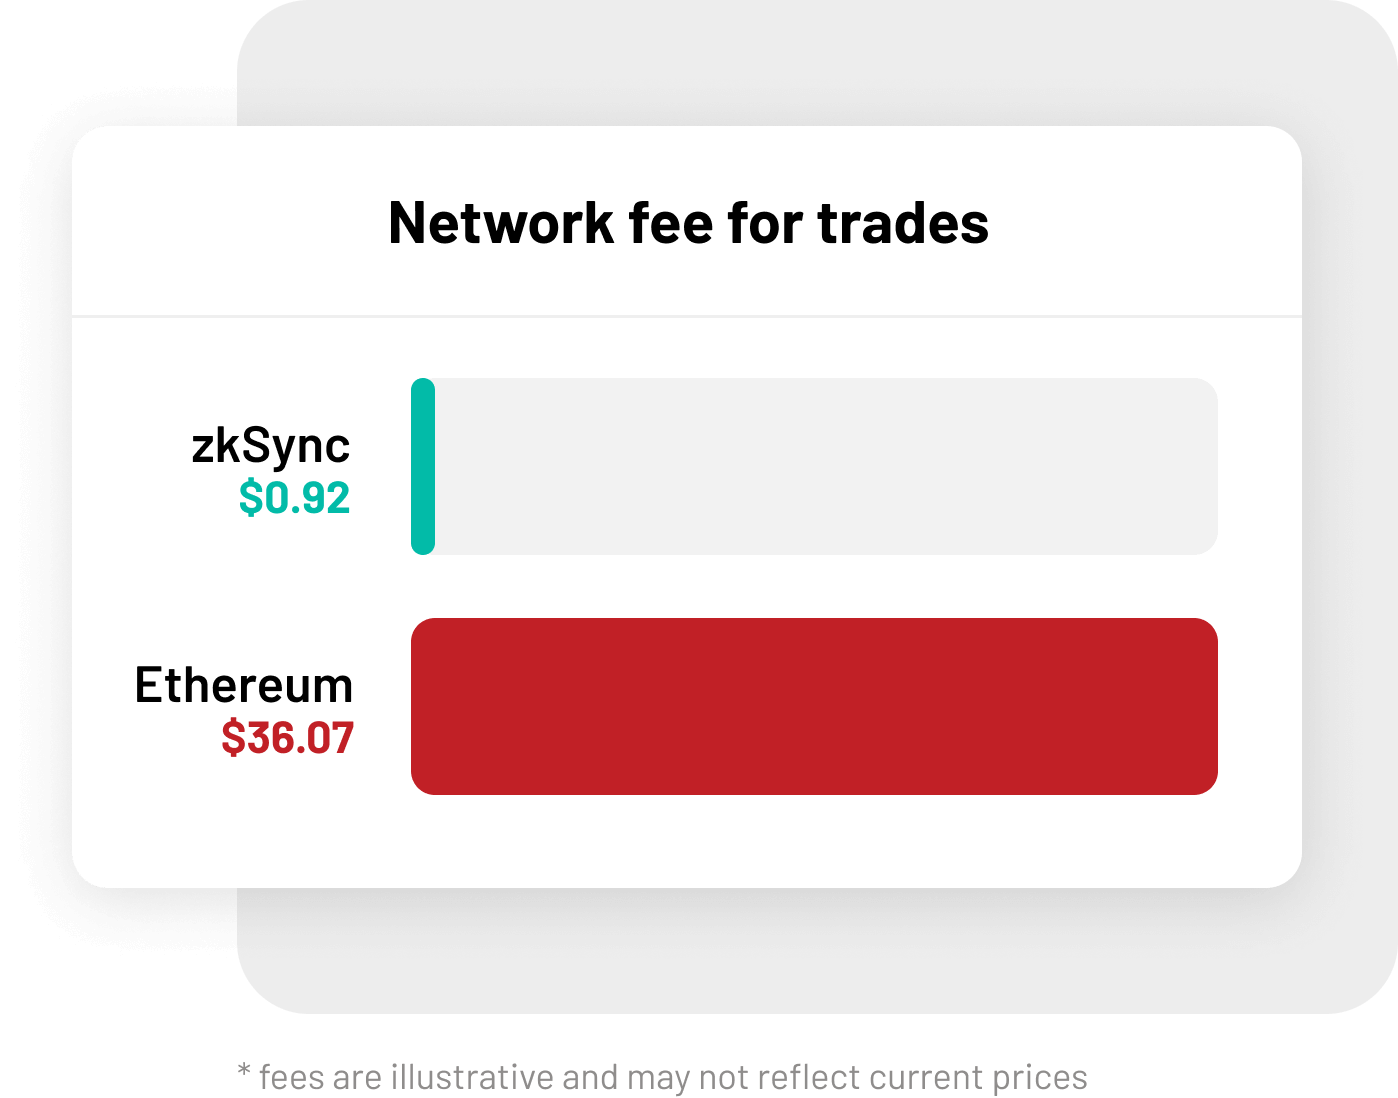 Network fee for trades
zkSync
$0.92
Ethereum
$36.07
* fees are illustrative and may not reflect current prices